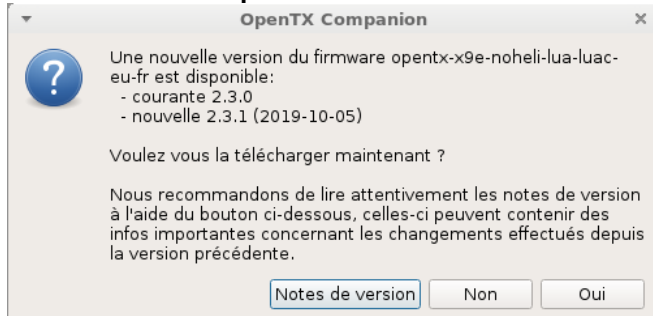 OpenTX Companion
Une nouvelle version du firmware opentx-x9e-noheli-lua-luac-
eu-fr est disponible:
- courante 2.3.0
- nouvelle 2.3.1 (2019-10-05)
Voulez vous la télécharger maintenant ?
Nous recommandons de lire attentivement les notes de version
à l'aide du bouton ci-dessous, celles-ci peuvent contenir des
infos importantes concernant les changements effectués depuis
la version précédente.
Notes de version Non Oui